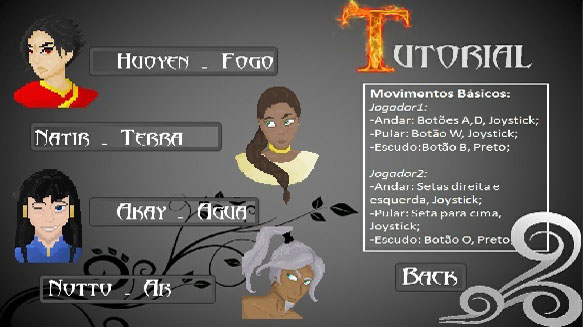 Tutorial
Huoyen - Fogo
Natir - Terra
Akay - Agua
Nuttu - Ar
Movimentos Básicos:
Jogador1:
-Andar: Botões A,D, Joystick;
-Pular: Botão W, Joystick;
-Escudo:Botão B, Preto;
Jogador2:
-Andar: Setas direita e
esquerda, Joystick;
-Pular: Seta para cima,
Joystick;
-Escudo: Botão O, Preto;
Back